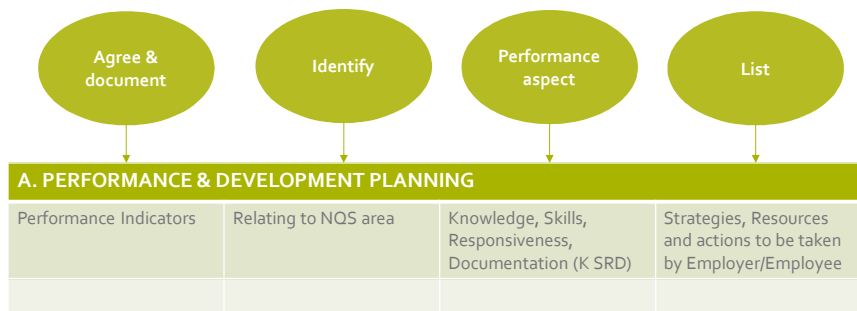 Agree &
document
Identify
Performance
aspect
List
A. PERFORMANCE & DEVELOPMENT PLANNING
Performance Indicators
Relating to NQS area
Knowledge, Skills,
Responsiveness,
Documentation (K SRD)
Strategies, Resources
and actions to be taken
by Employer/Employee